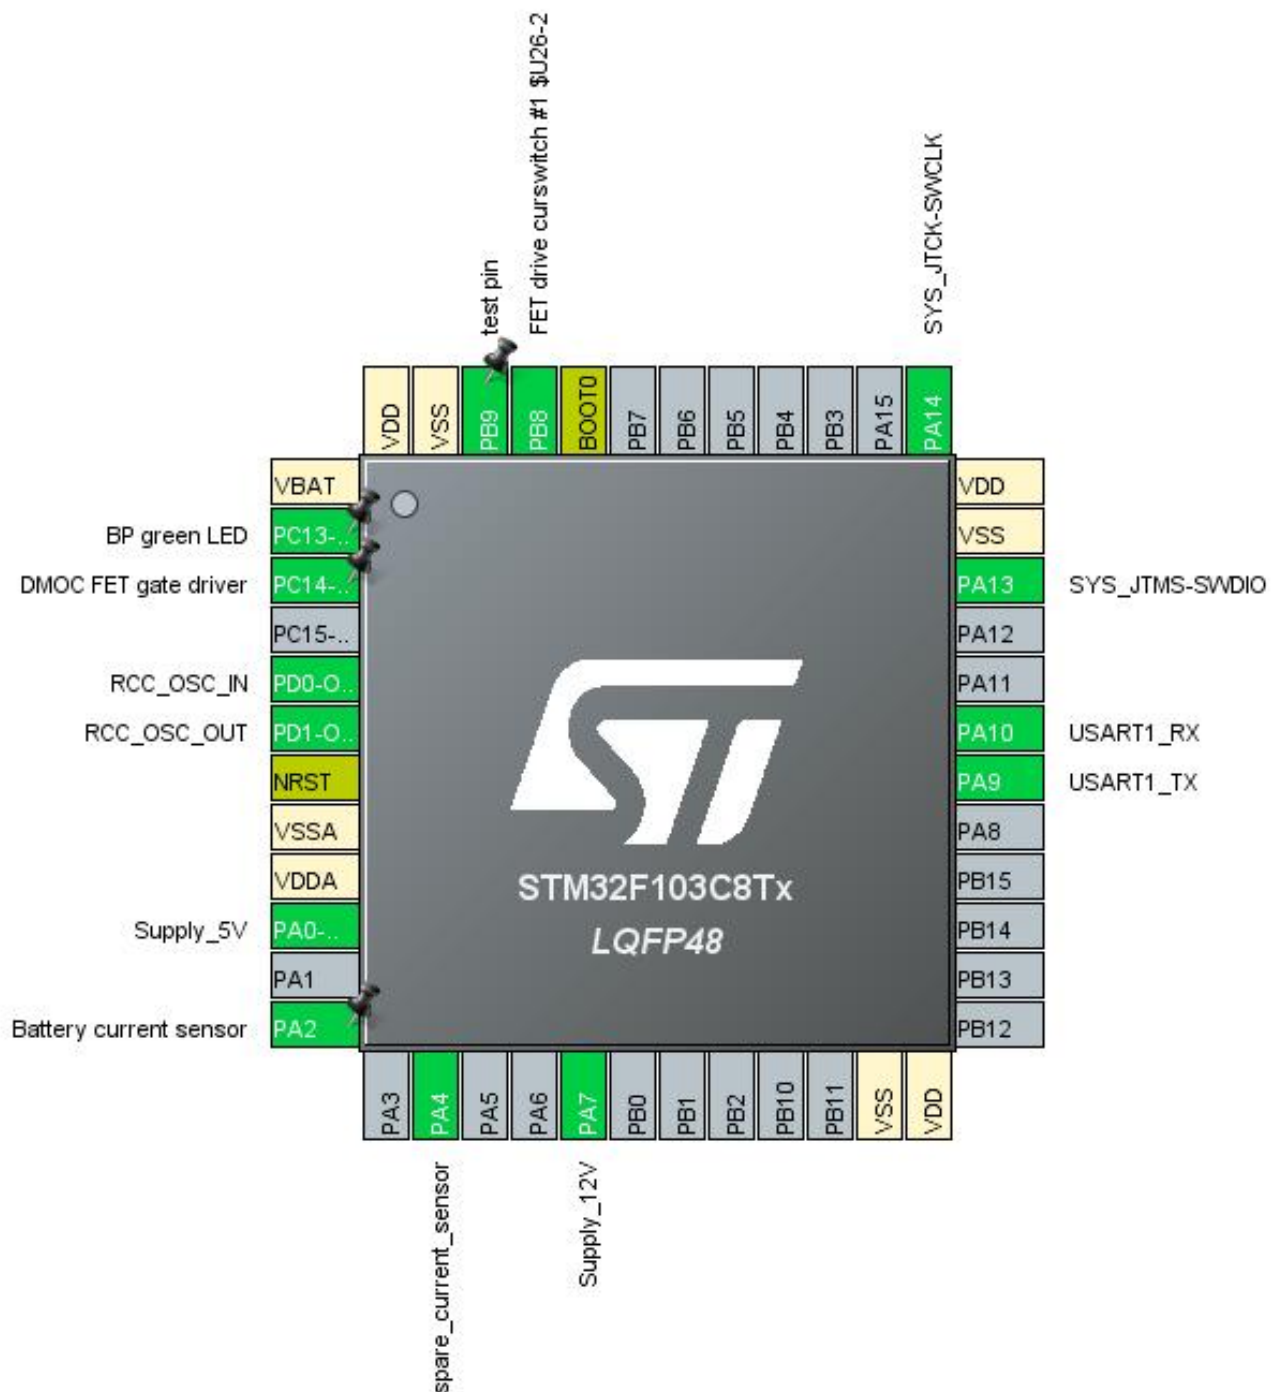 FET drive curswitch #1 $U26-2
test pin
SYS_JTCK-SWCLK
VDD
VSS
PB9
PB8
BOOT0
PB7
PB6
PB5
PB4
PB3
PA15
PA14
VBAT
BP green LED
PC13-..
DMOC FET gate driver
PC14-..
PC15-..
RCC_OSC_IN
PD0-O..
RCC_OSC_OUT
PD1-O..
NRST
VSSA
VDDA
Supply_5V
PA0-..
PA1
Battery current sensor
PA2
VDD
VSS
PA13
SYS_JTMS-SWDIO
PA12
PA11
PA10
USART1_RX
PA9
USART1_TX
PA8
PB15
PB14
PB13
PB12
ST
STM32F103C8Tx
LQFP48
PA3
PA4
PA5
PA6
PA7
PB0
PB1
PB2
PB10
PB11
VSS
VDD
spare_current_sensor
Supply_12V